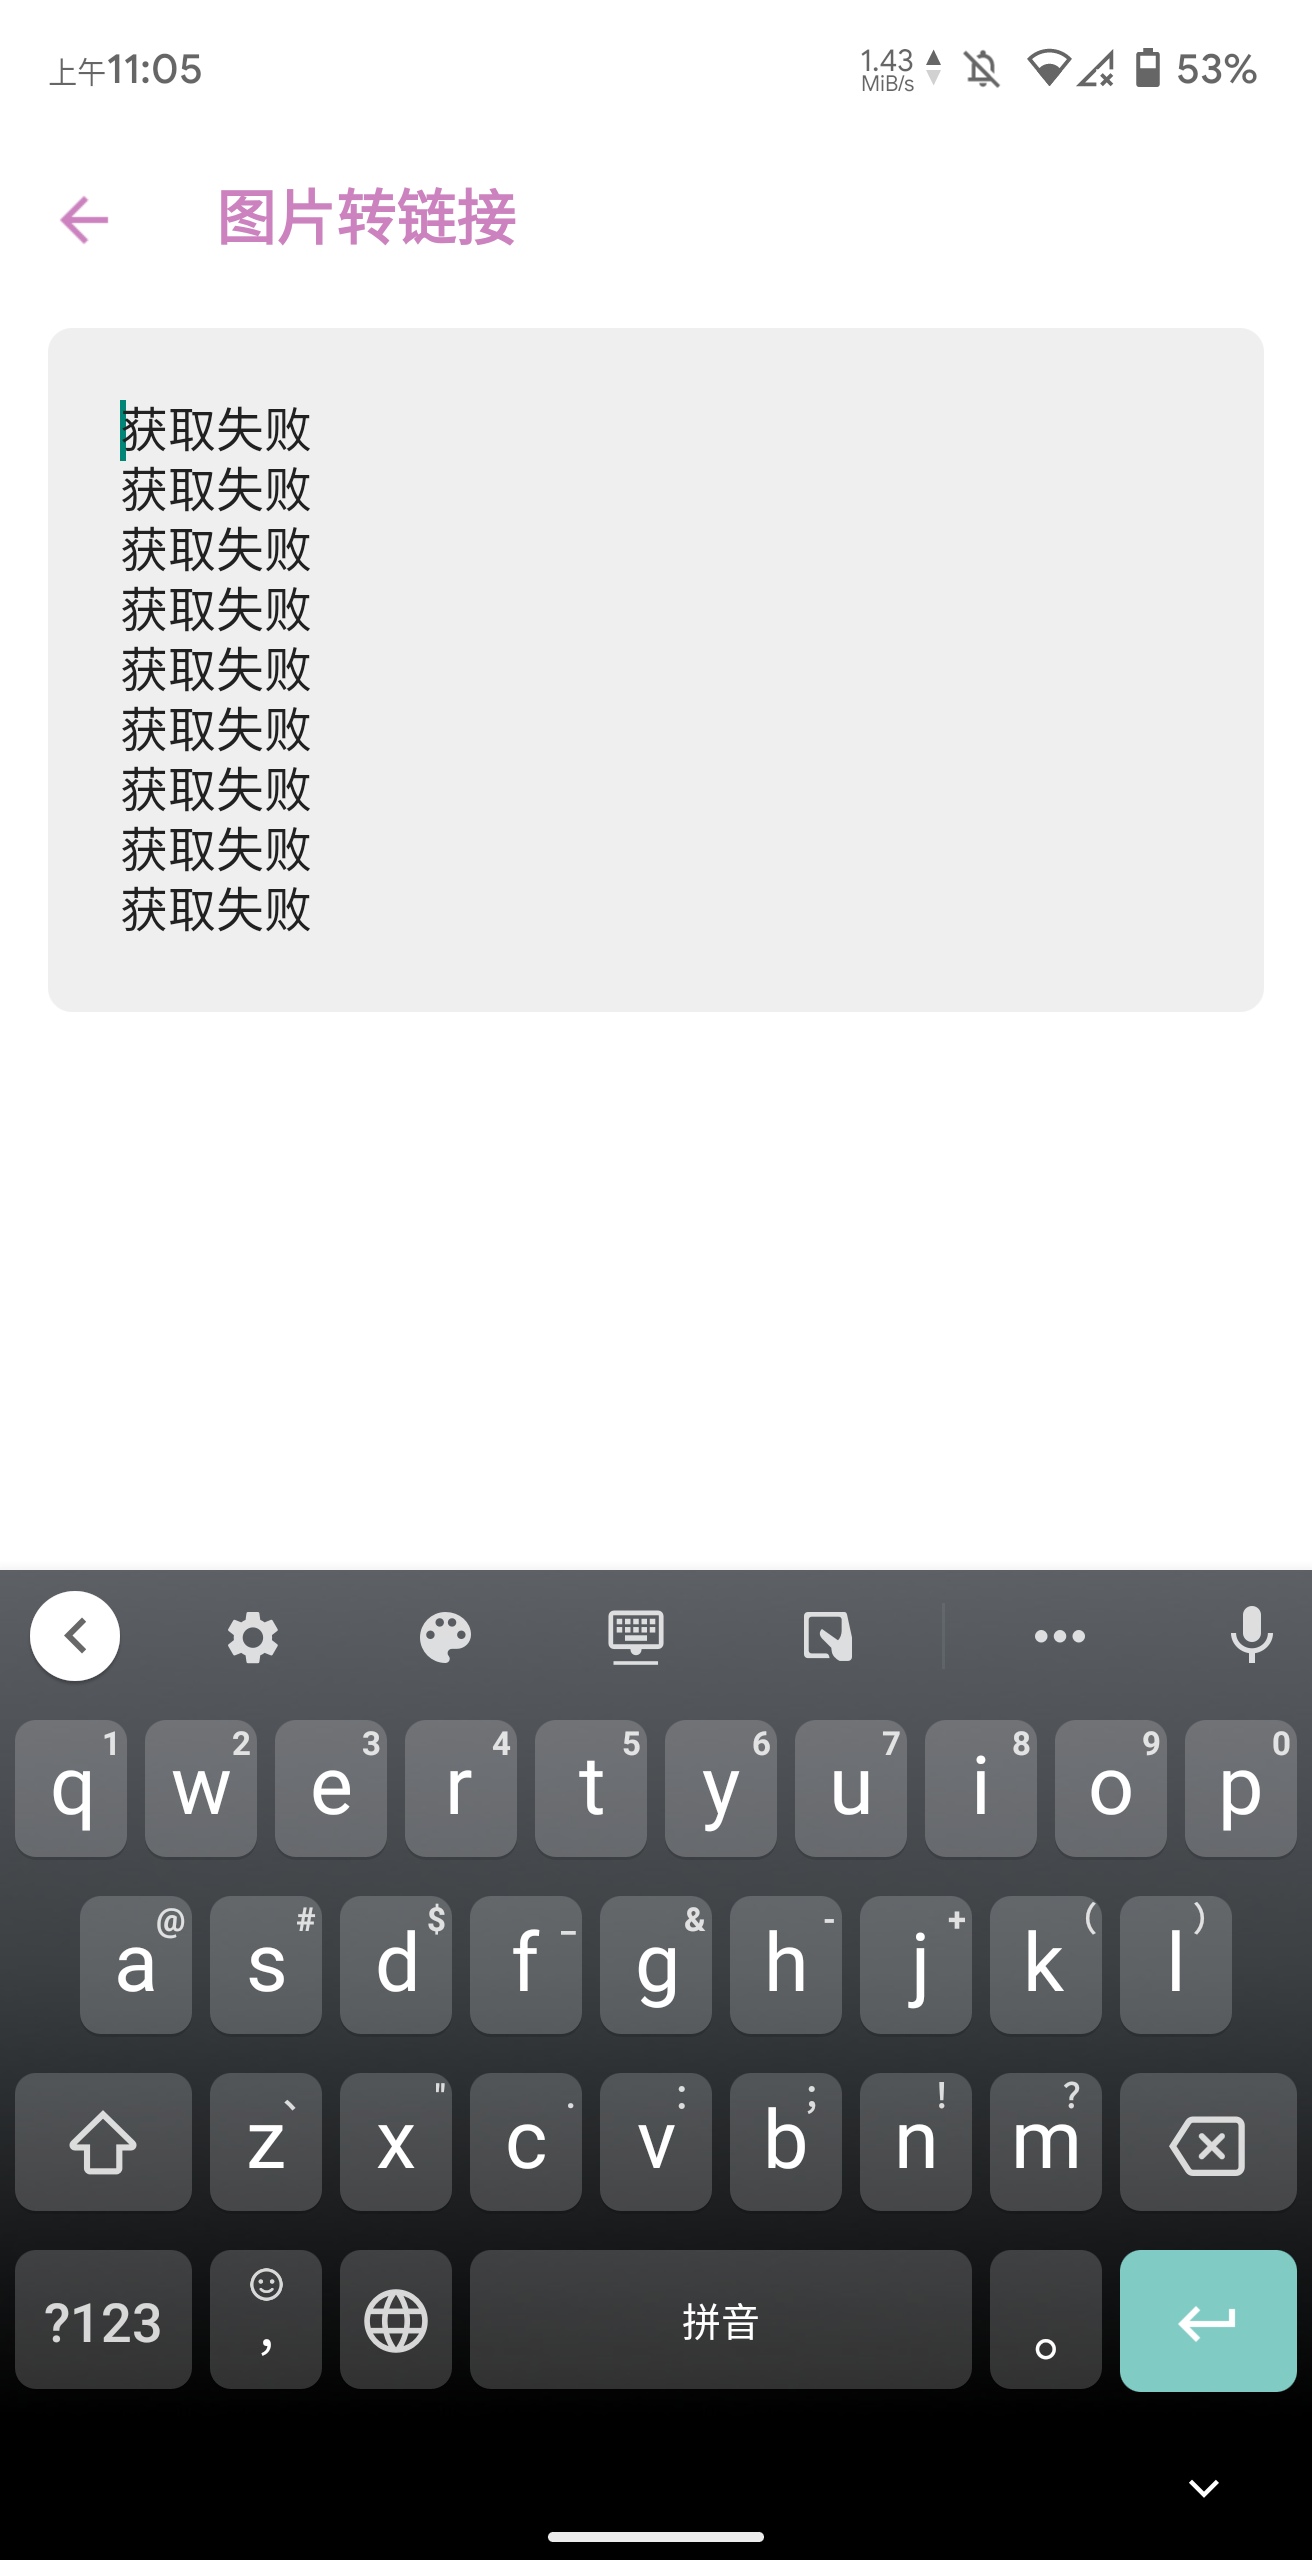 上午11:05
1.43
MiB/s
53%
图片转链接
获取失败
获取失败
获取失败
获取失败
获取失败
获取失败
获取失败
获取失败
获取失败
q 1 w 2 e 3 r 4 t 5 y 6 u 7 i 8 o 9 p 0
a @ s # d $ f _ g & h - j + k ( l )
z 、 x " c . v : b ; n ! m ?
?123 , 拼音 。